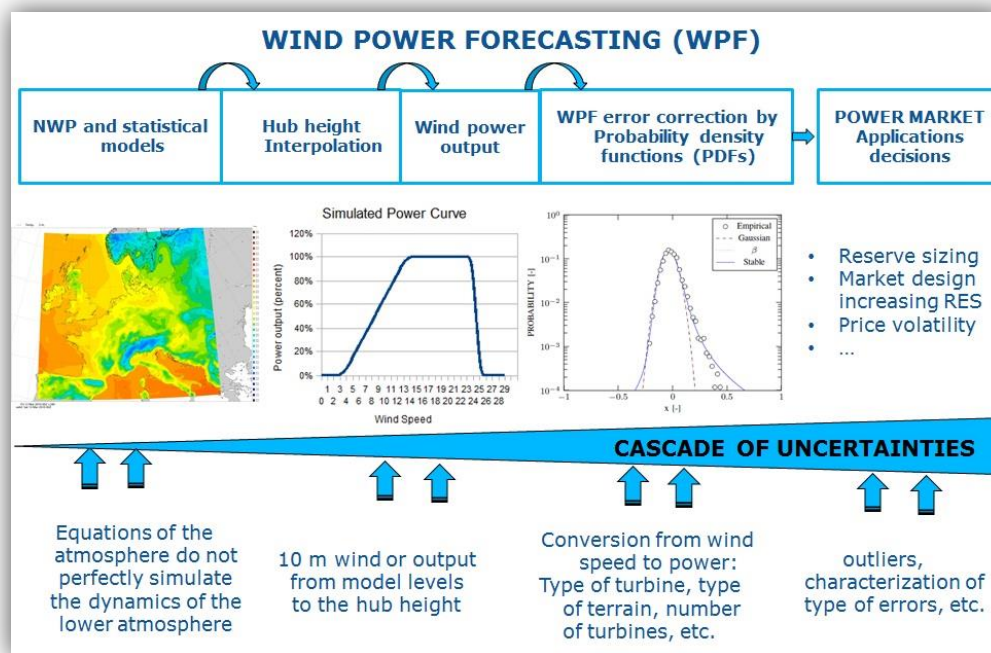 WIND POWER FORECASTING (WPF)
NWP and statistical
models
Hub height
Interpolation
Wind power
output
WPF error correction by
Probability density
functions (PDFs)
POWER MARKET
Applications
decisions
Simulated Power Curve
Power output (percent)
120%
100%
80%
60%
40%
20%
0%
1 3 5 7 9 11 13 15 17 19 21 23 25 27 29
0 2 4 6 8 10 12 14 16 18 20 22 24 26 28
Wind Speed
PROBABILITY [-]
10⁰
10⁻¹
10⁻²
10⁻³
10⁻⁴
Empirical
Gaussian
β
Stable
-1 -0.5 0 0.5 1
x [-]
• Reserve sizing
• Market design
increasing RES
• Price volatility
• ...
CASCADE OF UNCERTAINTIES
Equations of the
atmosphere do not
perfectly simulate
the dynamics of the
lower atmosphere
10 m wind or output
from model levels
to the hub height
Conversion from wind
speed to power:
Type of turbine, type
of terrain, number
of turbines, etc.
outliers,
characterization of
type of errors, etc.